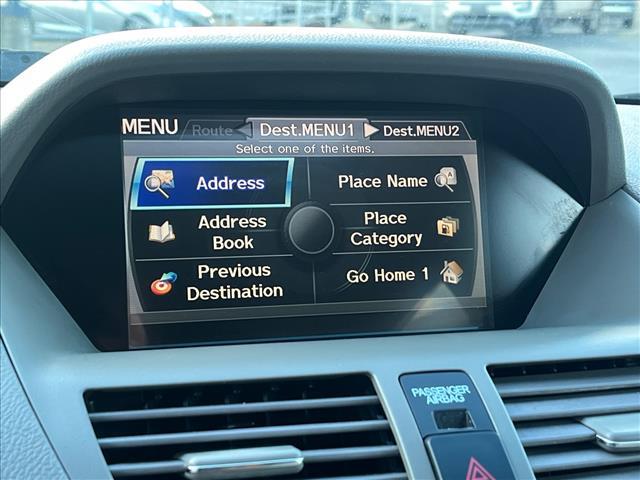 MENU Route Dest.MENU1 Dest.MENU2
Select one of the items.
Address
Place Name
Address
Book
Place
Category
Previous
Destination
Go Home 1
PASSENGER
AIRBAG